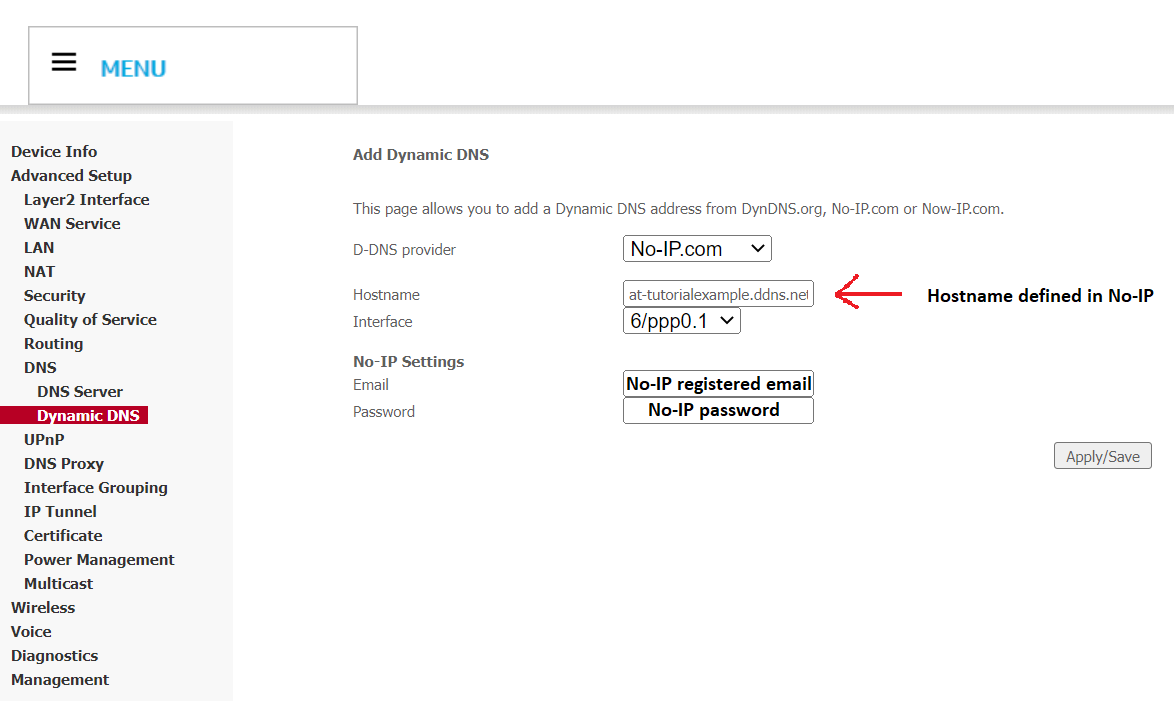 MENU
Device Info
Advanced Setup
Layer2 Interface
WAN Service
LAN
NAT
Security
Quality of Service
Routing
DNS
DNS Server
Dynamic DNS
UPnP
DNS Proxy
Interface Grouping
IP Tunnel
Certificate
Power Management
Multicast
Wireless
Voice
Diagnostics
Management
Add Dynamic DNS
This page allows you to add a Dynamic DNS address from DynDNS.org, No-IP.com or Now-IP.com.
D-DNS provider No-IP.com
Hostname at-tutorialexample.ddns.net Hostname defined in No-IP
Interface 6/ppp0.1
No-IP Settings
Email No-IP registered email
Password No-IP password
Apply/Save